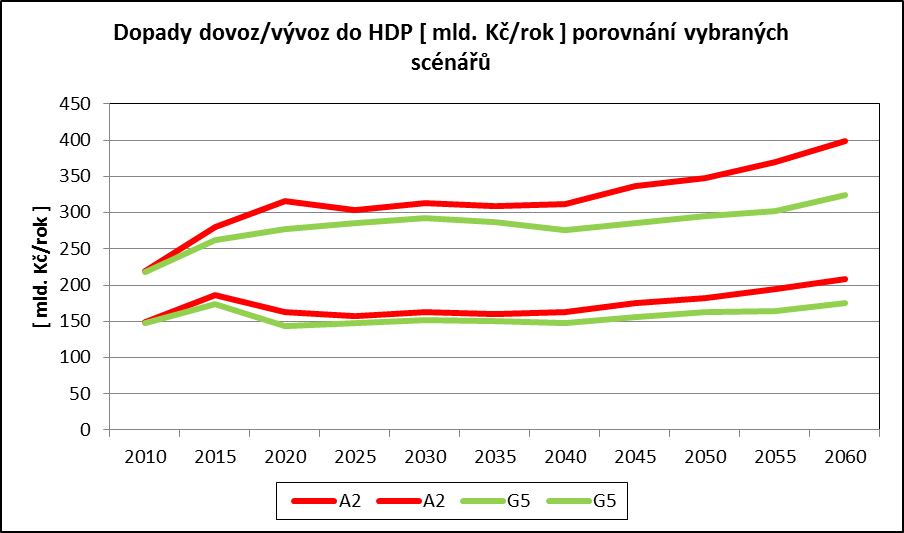 Dopady dovoz/vývoz do HDP [ mld. Kč/rok ] porovnání vybraných
scénářů
[ mld. Kč/rok ]
450
400
350
300
250
200
150
100
50
0
2010 2015 2020 2025 2030 2035 2040 2045 2050 2055 2060
A2 A2 G5 G5